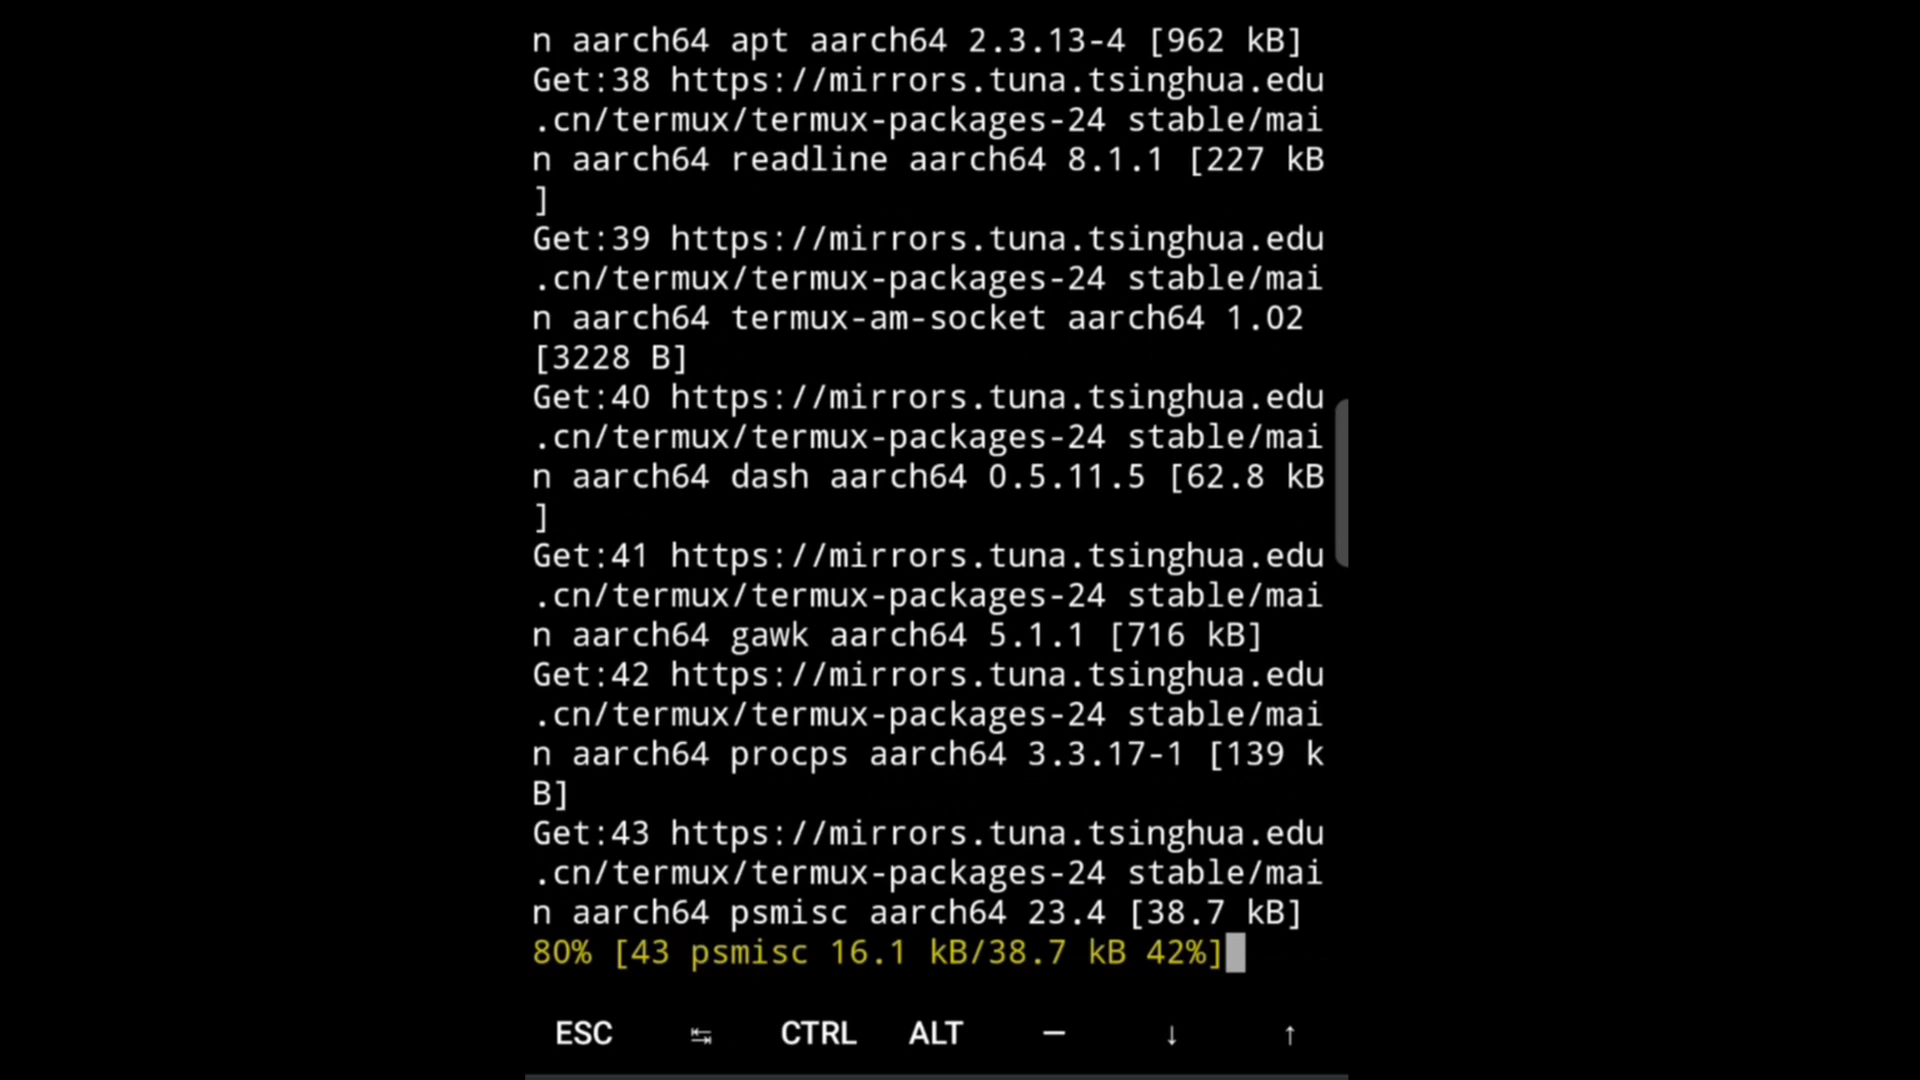 n aarch64 apt aarch64 2.3.13-4 [962 kB]
Get:38 https://mirrors.tuna.tsinghua.edu
.cn/termux/termux-packages-24 stable/mai
n aarch64 readline aarch64 8.1.1 [227 kB
]
Get:39 https://mirrors.tuna.tsinghua.edu
.cn/termux/termux-packages-24 stable/mai
n aarch64 termux-am-socket aarch64 1.02
[3228 B]
Get:40 https://mirrors.tuna.tsinghua.edu
.cn/termux/termux-packages-24 stable/mai
n aarch64 dash aarch64 0.5.11.5 [62.8 kB
]
Get:41 https://mirrors.tuna.tsinghua.edu
.cn/termux/termux-packages-24 stable/mai
n aarch64 gawk aarch64 5.1.1 [716 kB]
Get:42 https://mirrors.tuna.tsinghua.edu
.cn/termux/termux-packages-24 stable/mai
n aarch64 procps aarch64 3.3.17-1 [139 k
B]
Get:43 https://mirrors.tuna.tsinghua.edu
.cn/termux/termux-packages-24 stable/mai
n aarch64 psmisc aarch64 23.4 [38.7 kB]
80% [43 psmisc 16.1 kB/38.7 kB 42%]
ESC ↹ CTRL ALT — ↓ ↑